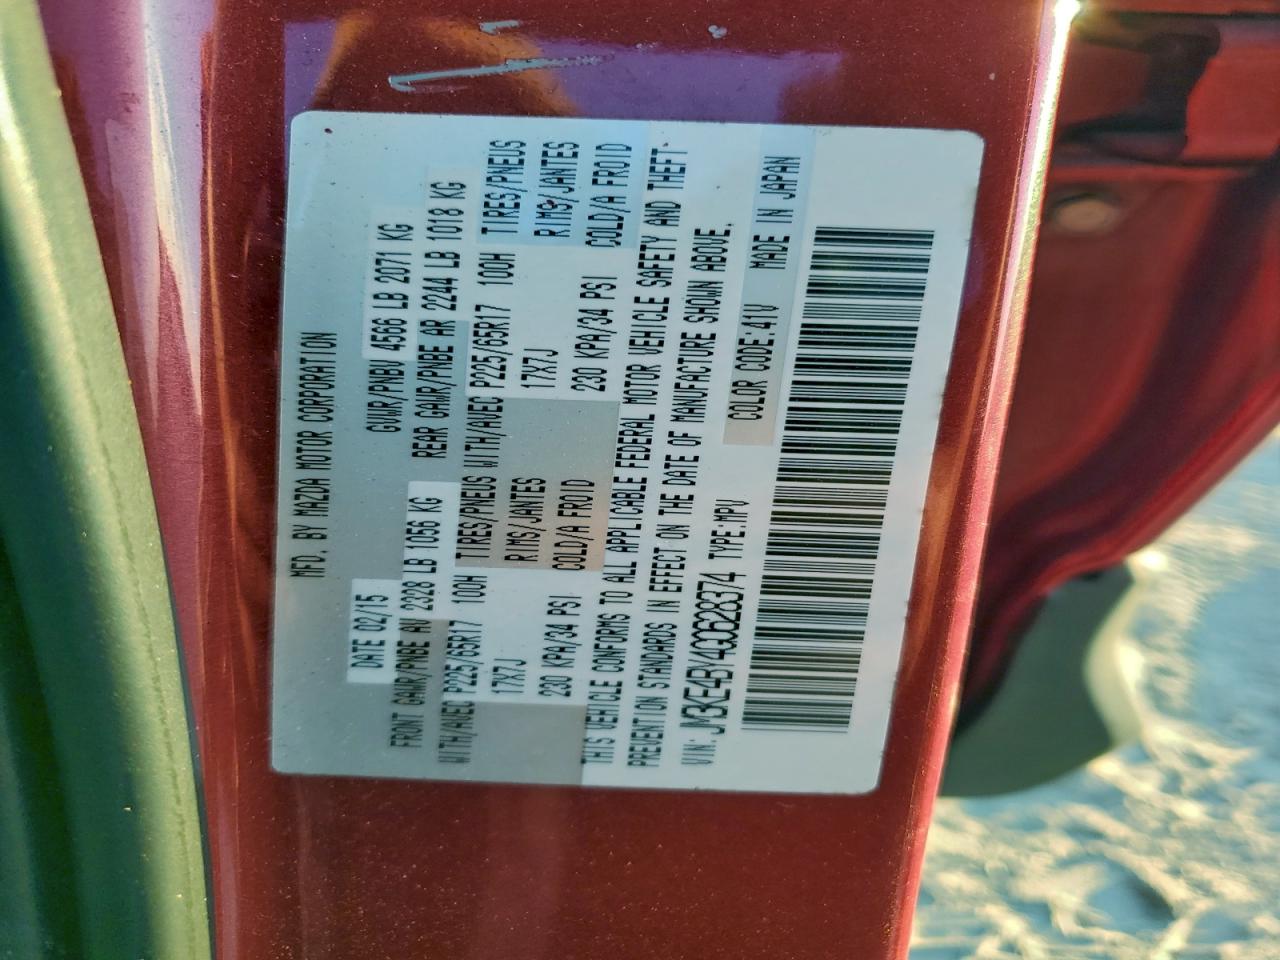 MFD. BY MAZDA MOTOR CORPORATION
DATE 02/15 GVWR/PNBV 4566 LB 2071 KG
FRONT GAWR/PNBE AV 2328 LB 1056 KG REAR GAWR/PNBE AR 2244 LB 1018 KG
WITH/AVEC P225/65R17 100H TIRES/PNEUS WITH/AVEC P225/65R17 100H TIRES/PNEUS
17X7J RIMS/JANTES 17X7J RIMS/JANTES
230 KPA/34 PSI COLD/A FROID 230 KPA/34 PSI COLD/A FROID
THIS VEHICLE CONFORMS TO ALL APPLICABLE FEDERAL MOTOR VEHICLE SAFETY AND THEFT
PREVENTION STANDARDS IN EFFECT ON THE DATE OF MANUFACTURE SHOWN ABOVE.
VIN: JM3KE4BY4G0628374 TYPE:MPV COLOR CODE.41V MADE IN JAPAN